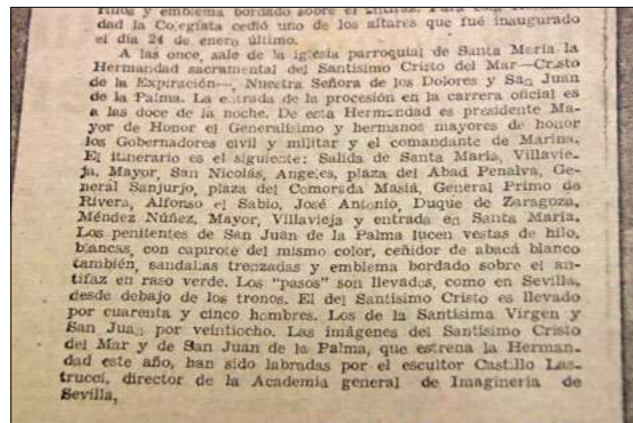 y emblema bordado sobre el antifaz. Para esta
dad la Colegiata cedió uno de los altares que fué inaugurado
el día 24 de enero último.
A las once, sale de la iglesia parroquial de Santa María la
Hermandad sacramental del Santísimo Cristo del Mar—Cristo
de la Expiración—, Nuestra Señora de los Dolores y San Juan
de la Palma. La entrada de la procesión en la carrera oficial es
a las doce de la noche. De esta Hermandad es presidente Ma-
yor de Honor el Generalísimo y hermanos mayores de honor
los Gobernadores civil y militar y el comandante de Marina.
El itinerario es el siguiente: Salida de Santa María, Villavie-
ja, Mayor, San Nicolás, Angeles, plaza del Abad Penalva, Ge-
neral Sanjurjo, plaza del Comorada Masiá, General Primo de
Rivera, Alfonso el Sabio, José Antonio, Duque de Zaragoza,
Méndez Núñez, Mayor, Villavieja y entrada en Santa María.
Los penitentes de San Juan de la Palma lucen vestas de hilo,
blancas, con capirote del mismo color, ceñidor de abacá blanco
también, sandalias trenzadas y emblema bordado sobre el an-
tifaz en raso verde. Los "pasos" son llevados, como en Sevilla,
desde debajo de los tronos. El del Santísimo Cristo es llevado
por cuarenta y cinco hombres. Los de la Santísima Virgen y
San Juan por veintiocho. Las imágenes del Santísimo Cristo
del Mar y de San Juan de la Palma, que estrena la Herman-
dad este año, han sido labradas por el escultor Castillo Las-
trucci, director de la Academia general de Imaginería de
Sevilla,